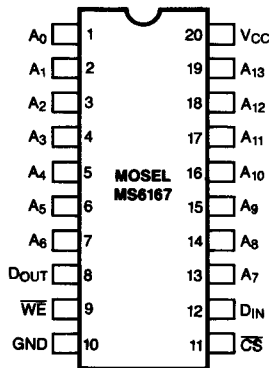 A0 1 20 VCC
A1 2 19 A13
A2 3 18 A12
A3 4 17 A11
A4 5 MOSEL 16 A10
MS6167
A5 6 15 A9
A6 7 14 A8
DOUT 8 13 A7
W̅E̅ 9 12 DIN
GND 10 11 C̅S̅